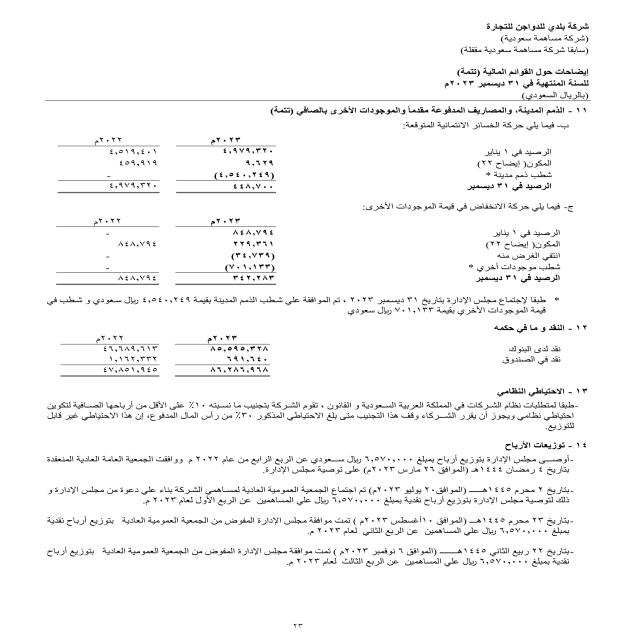 شركة بلدي للدواجن للتجارة
(شركة مساهمة سعودية)
(سابقا شركة مساهمة سعودية مقفلة)
إيضاحات حول القوائم المالية (تتمة)
للسنة المنتهية في ٣١ ديسمبر ٢٠٢٣م
(بالريال السعودي)
١١ - الذمم المدينة، والمصاريف المدفوعة مقدماً والموجودات الأخرى بالصافي (تتمة)
ب- فيما يلي حركة الخسائر الائتمانية المتوقعة:
٢٠٢٣م ٢٠٢٢م
الرصيد في ١ يناير ٤,٩٧٩,٣٢٠ ٤,٥١٩,٤٠١
المكون( إيضاح ٢٢) ٩,٦٢٩ ٤٥٩,٩١٩
شطب ذمم مدينة * (٤,٥٤٠,٢٤٩) -
الرصيد في ٣١ ديسمبر ٤٤٨,٧٠٠ ٤,٩٧٩,٣٢٠
ج- فيما يلي حركة الانخفاض في قيمة الموجودات الأخرى:
٢٠٢٣م ٢٠٢٢م
الرصيد في ١ يناير ٨٤٨,٧٩٤ -
المكون( إيضاح ٢٢) ٢٢٩,٣٦١ ٨٤٨,٧٩٤
انتفي الغرض منه (٣٤,٧٣٩) -
شطب موجودات أخري * (٧٠١,١٣٣) -
الرصيد في ٣١ ديسمبر ٣٤٢,٢٨٣ ٨٤٨,٧٩٤
* طبقا لإجتماع مجلس الإدارة بتاريخ ٣١ ديسمبر ٢٠٢٣ ، تم الموافقة علي شطب الذمم المدينة بقيمة ٤,٥٤٠,٢٤٩ ريال سعودي و شطب في
قيمة الموجودات الأخري بقيمة ٧٠١,١٣٣ ريال سعودي
١٢ - النقد و ما في حكمه
٢٠٢٣م ٢٠٢٢م
نقد لدى البنوك ٨٥,٥٩٥,٣٢٨ ٤٦,٦٨٩,٦١٣
نقد في الصندوق ٦٩١,٦٤٠ ١,١٦٢,٣٣٢
٨٦,٢٨٦,٩٦٨ ٤٧,٨٥١,٩٤٥
١٣ - الاحتياطي النظامي
-طبقا لمتطلبات نظام الشركات في المملكة العربية السعودية و القانون ، تقوم الشركة بتجنيب ما نسبته ١٠٪ على الأقل من أرباحها الصافية لتكوين
احتياطي نظامي ويجوز أن يقرر الشركاء وقف هذا التجنيب متى بلغ الاحتياطي المذكور ٣٠٪ من رأس المال المدفوع، إن هذا الاحتياطي غير قابل
للتوزيع.
١٤ - توزيعات الأرباح
-أوصى مجلس الإدارة بتوزيع أرباح بمبلغ ٦,٥٧٠,٠٠٠ ريال سعودي عن الربع الرابع من عام ٢٠٢٢ م ووافقت الجمعية العامة العادية المنعقدة
بتاريخ ٤ رمضان ١٤٤٤هـ (الموافق ٢٦ مارس ٢٠٢٣م) على توصية مجلس الإدارة.
-بتاريخ ٢ محرم ١٤٤٥هـ (الموافق٢٠ يوليو ٢٠٢٣م) تم اجتماع الجمعية العمومية العادية لمساهمي الشركة بناء علي دعوة من مجلس الإدارة و
ذلك لتوصية مجلس الإدارة بتوزيع أرباح نقدية بمبلغ ٦,٥٧٠,٠٠٠ ريال علي المساهمين عن الربع الأول لعام ٢٠٢٣ م.
-بتاريخ ٢٣ محرم ١٤٤٥هـ (الموافق ١٠أغسطس ٢٠٢٣م ) تمت موافقة مجلس الإدارة المفوض من الجمعية العمومية العادية بتوزيع أرباح نقدية
بمبلغ ٦,٥٧٠,٠٠٠ ريال علي المساهمين عن الربع الثاني لعام ٢٠٢٣ م.
-بتاريخ ٢٢ ربيع الثاني ١٤٤٥هـ (الموافق ٦ نوفمبر ٢٠٢٣م ) تمت موافقة مجلس الإدارة المفوض من الجمعية العمومية العادية بتوزيع أرباح
نقدية بمبلغ ٦,٥٧٠,٠٠٠ ريال علي المساهمين عن الربع الثالث لعام ٢٠٢٣ م.
٢٣